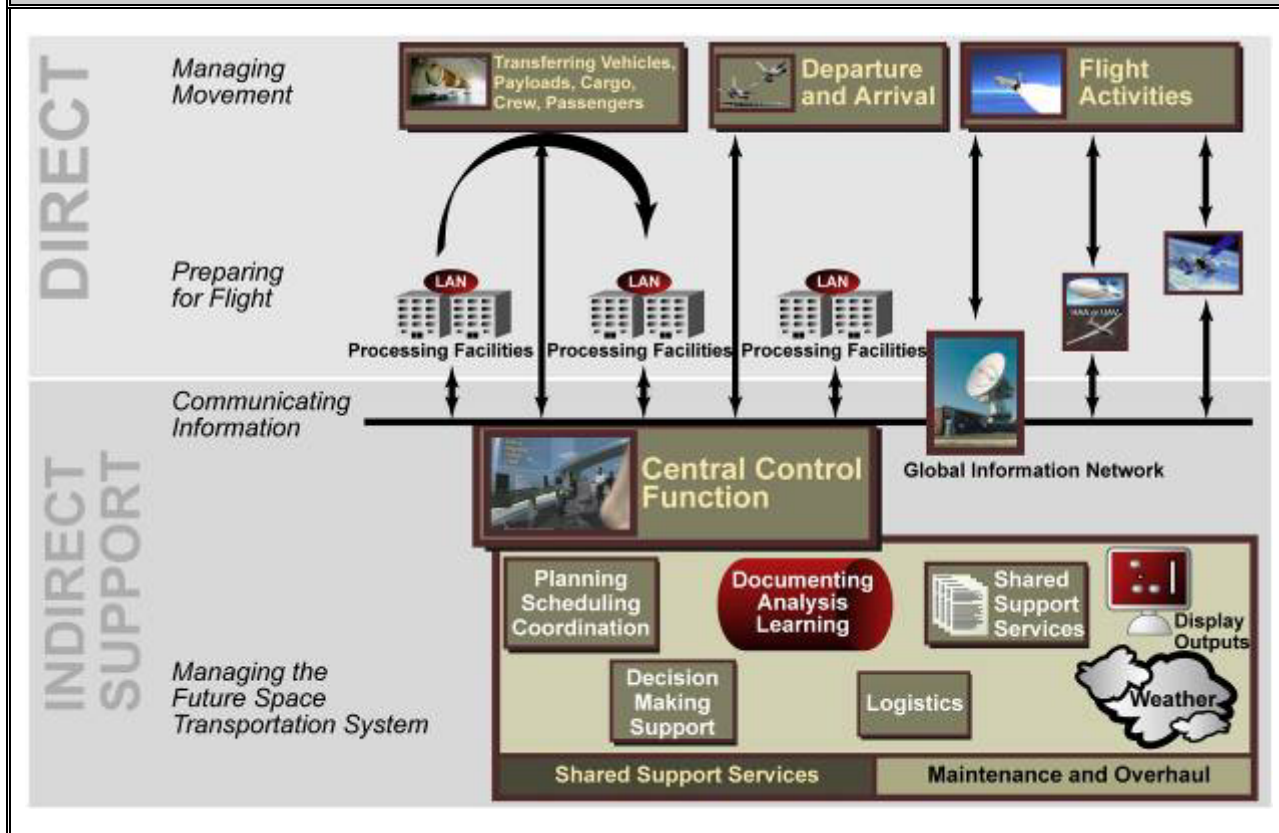 DIRECT
Managing
Movement
Transferring Vehicles,
Payloads, Cargo,
Crew, Passengers
Departure
and Arrival
Flight
Activities
Preparing
for Flight
LAN
Processing Facilities
LAN
Processing Facilities
LAN
Processing Facilities
HAA or UAV
INDIRECT
SUPPORT
Communicating
Information
Central Control
Function
Global Information Network
Managing the
Future Space
Transportation System
Planning
Scheduling
Coordination
Documenting
Analysis
Learning
Shared
Support
Services
Display
Outputs
Decision
Making
Support
Logistics
Weather
Shared Support Services
Maintenance and Overhaul